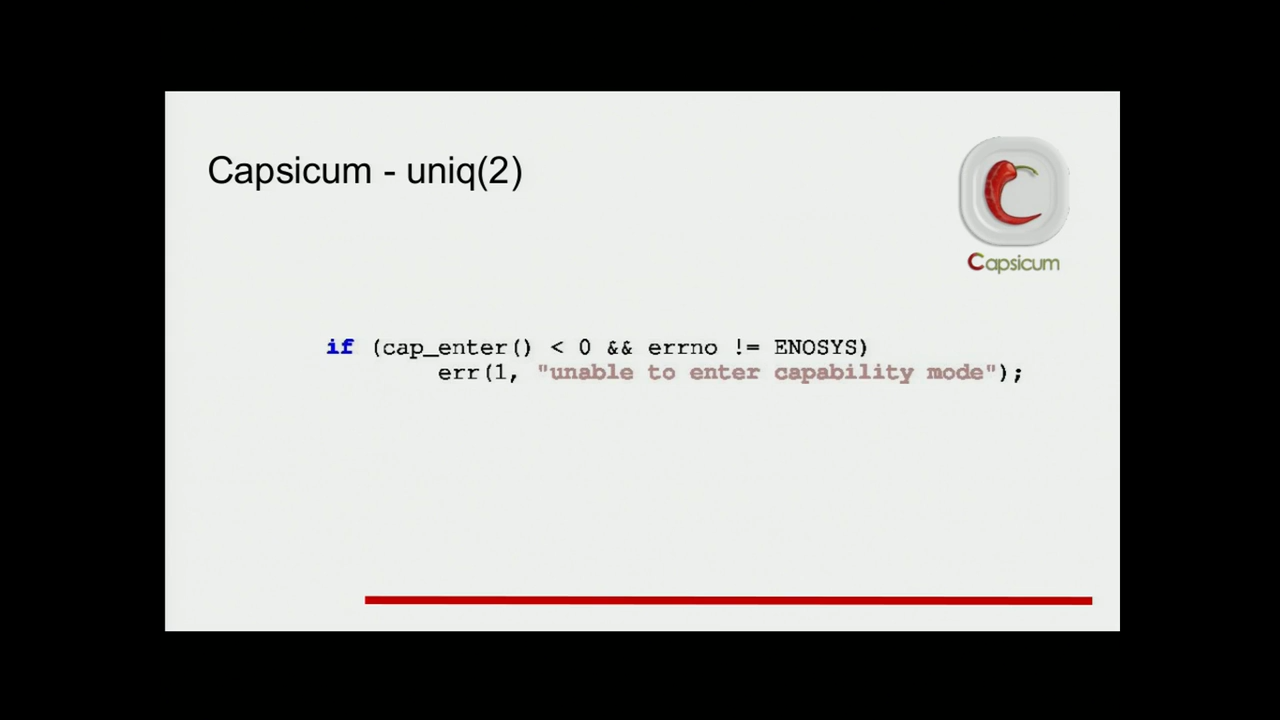 Capsicum - uniq(2)
Capsicum
if (cap_enter() < 0 && errno != ENOSYS)
err(1, "unable to enter capability mode");